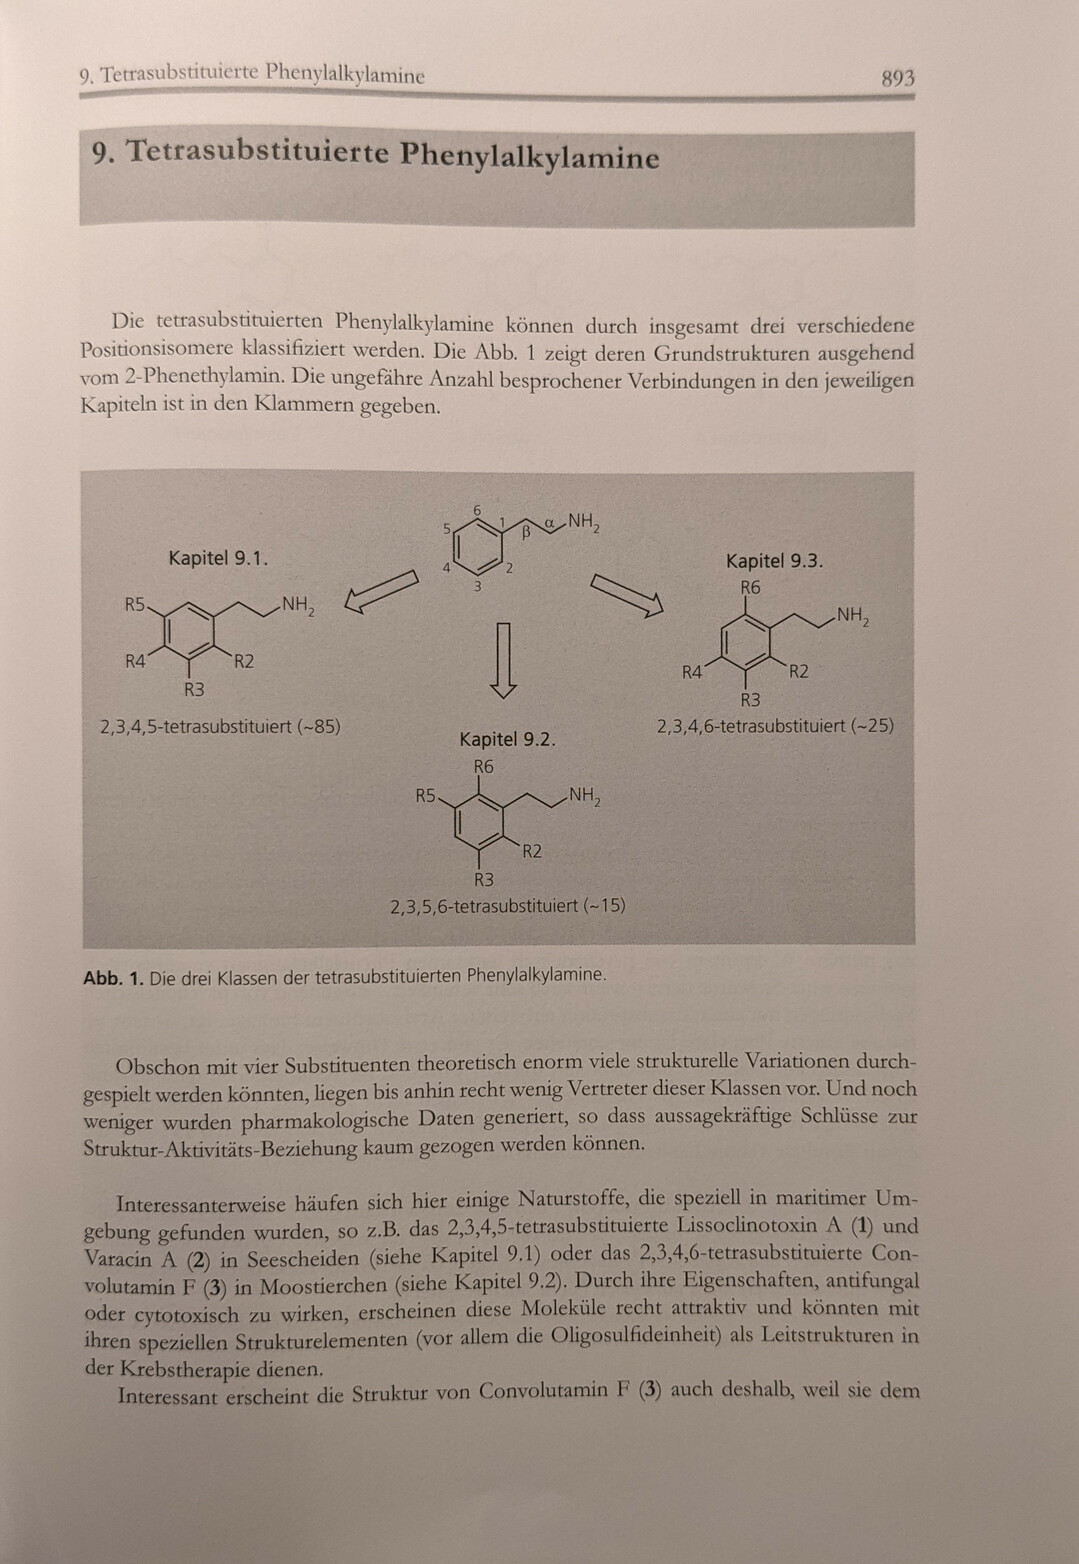 9. Tetrasubstituierte Phenylalkylamine 893
9. Tetrasubstituierte Phenylalkylamine
Die tetrasubstituierten Phenylalkylamine können durch insgesamt drei verschiedene
Positionsisomere klassifiziert werden. Die Abb. 1 zeigt deren Grundstrukturen ausgehend
vom 2-Phenethylamin. Die ungefähre Anzahl besprochener Verbindungen in den jeweiligen
Kapiteln ist in den Klammern gegeben.
6
5 1 β α NH2
4 2
3
Kapitel 9.1.
R5 NH2
R4 R2
R3
2,3,4,5-tetrasubstituiert (~85)
Kapitel 9.3.
R6
NH2
R4 R2
R3
2,3,4,6-tetrasubstituiert (~25)
Kapitel 9.2.
R6
R5 NH2
R2
R3
2,3,5,6-tetrasubstituiert (~15)
Abb. 1. Die drei Klassen der tetrasubstituierten Phenylalkylamine.
Obschon mit vier Substituenten theoretisch enorm viele strukturelle Variationen durch-
gespielt werden könnten, liegen bis anhin recht wenig Vertreter dieser Klassen vor. Und noch
weniger wurden pharmakologische Daten generiert, so dass aussagekräftige Schlüsse zur
Struktur-Aktivitäts-Beziehung kaum gezogen werden können.
Interessanterweise häufen sich hier einige Naturstoffe, die speziell in maritimer Um-
gebung gefunden wurden, so z.B. das 2,3,4,5-tetrasubstituierte Lissoclinotoxin A (1) und
Varacin A (2) in Seescheiden (siehe Kapitel 9.1) oder das 2,3,4,6-tetrasubstituierte Con-
volutamin F (3) in Moostierchen (siehe Kapitel 9.2). Durch ihre Eigenschaften, antifungal
oder cytotoxisch zu wirken, erscheinen diese Moleküle recht attraktiv und könnten mit
ihren speziellen Strukturelementen (vor allem die Oligosulfideinheit) als Leitstrukturen in
der Krebstherapie dienen.
Interessant erscheint die Struktur von Convolutamin F (3) auch deshalb, weil sie dem